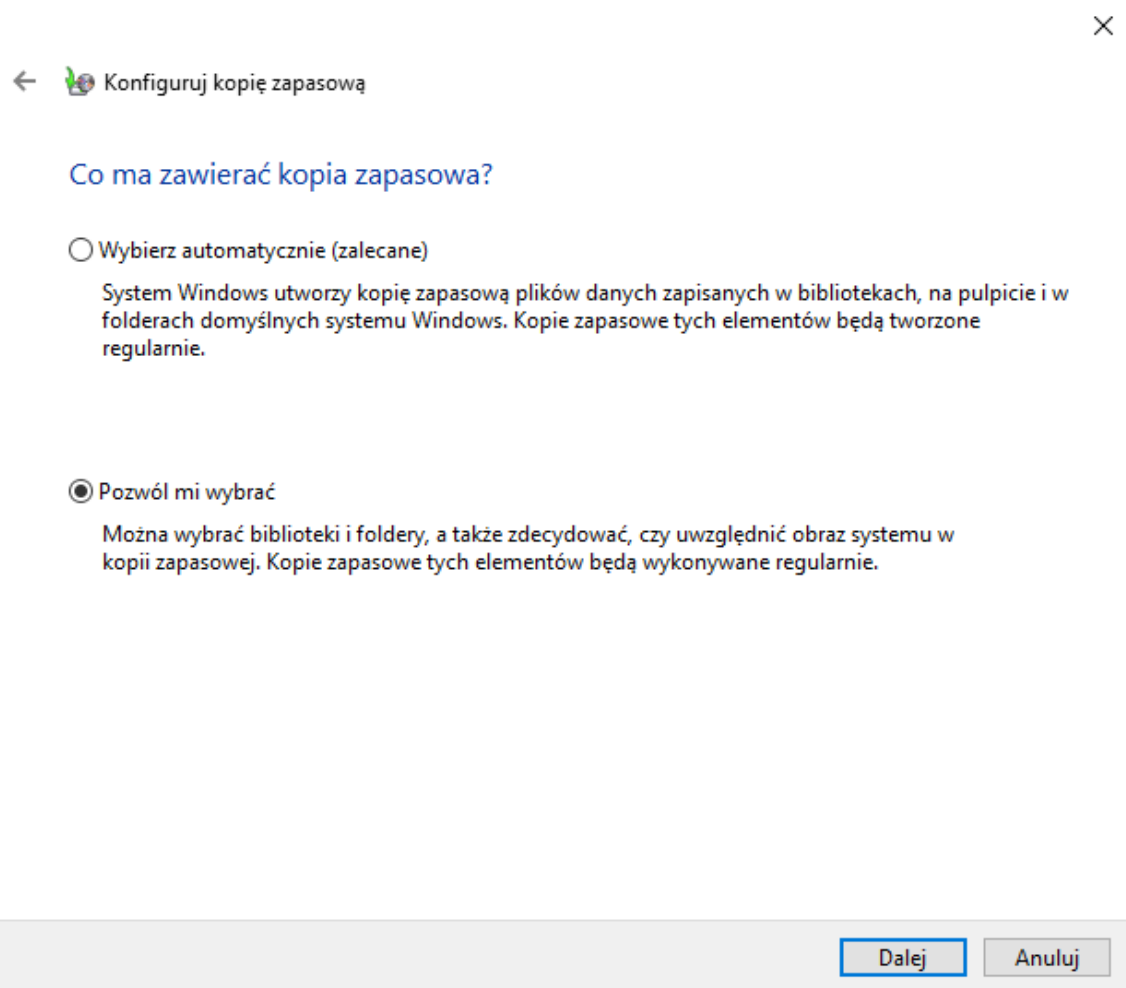 Konfiguruj kopię zapasową
Co ma zawierać kopia zapasowa?
Wybierz automatycznie (zalecane)
System Windows utworzy kopię zapasową plików danych zapisanych w bibliotekach, na pulpicie i w
folderach domyślnych systemu Windows. Kopie zapasowe tych elementów będą tworzone
regularnie.
Pozwól mi wybrać
Można wybrać biblioteki i foldery, a także zdecydować, czy uwzględnić obraz systemu w
kopii zapasowej. Kopie zapasowe tych elementów będą wykonywane regularnie.
Dalej
Anuluj